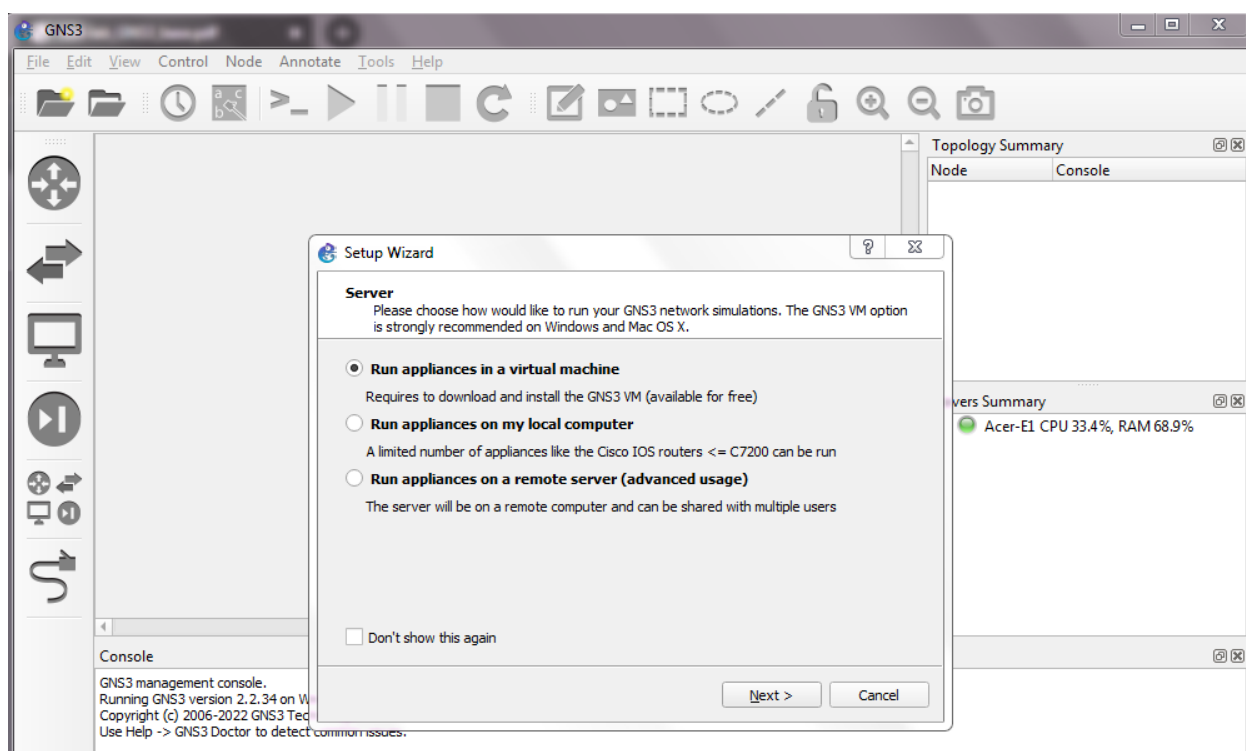 GNS3
File Edit View Control Node Annotate Tools Help
Topology Summary
Node Console
Setup Wizard
Server
Please choose how would like to run your GNS3 network simulations. The GNS3 VM option
is strongly recommended on Windows and Mac OS X.
Run appliances in a virtual machine
Requires to download and install the GNS3 VM (available for free)
Run appliances on my local computer
A limited number of appliances like the Cisco IOS routers <= C7200 can be run
Run appliances on a remote server (advanced usage)
The server will be on a remote computer and can be shared with multiple users
Don't show this again
Next > Cancel
vers Summary
Acer-E1 CPU 33.4%, RAM 68.9%
Console
GNS3 management console.
Running GNS3 version 2.2.34 on W
Copyright (c) 2006-2022 GNS3 Tec
Use Help -> GNS3 Doctor to detect common issues.